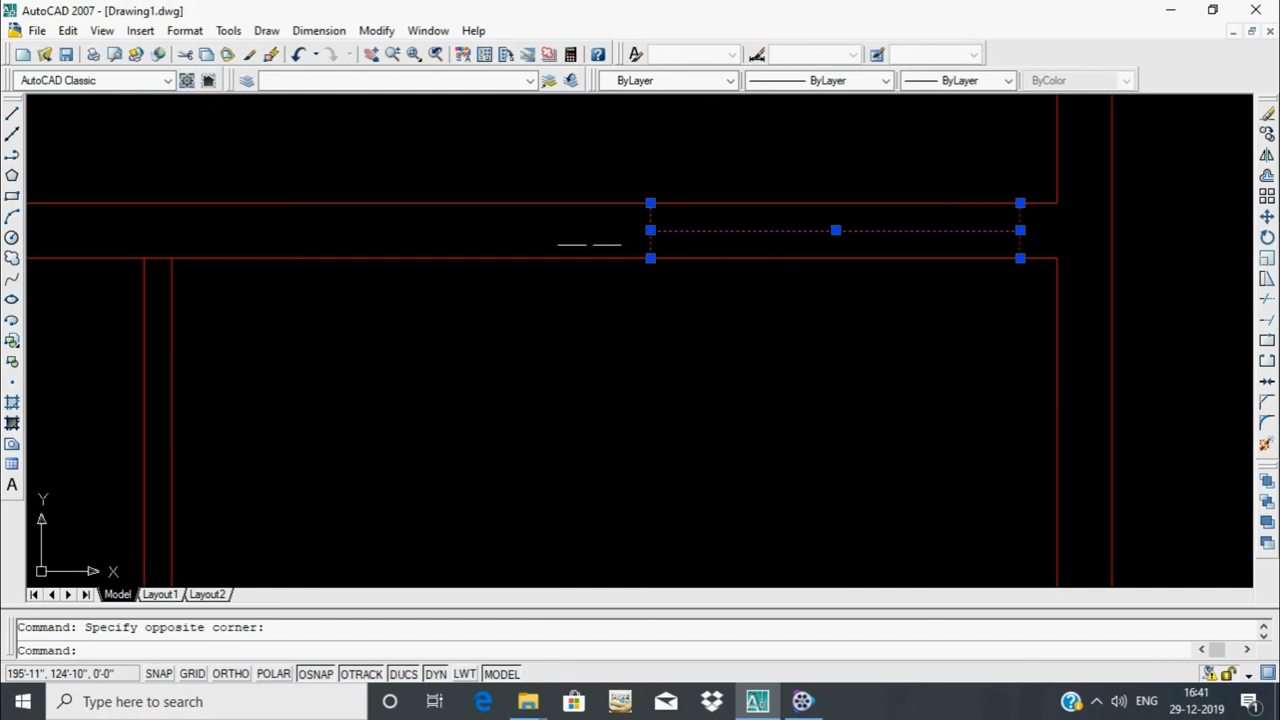 AutoCAD 2007 - [Drawing1.dwg]
File Edit View Insert Format Tools Draw Dimension Modify Window Help
AutoCAD Classic ByLayer ByLayer ByLayer ByColor
Y
X
Model Layout1 Layout2
Command: Specify opposite corner:
Command:
195'-11", 124'-10", 0'-0" SNAP GRID ORTHO POLAR OSNAP OTRACK DUCS DYN LWT MODEL
Type here to search
ENG
16:41
29-12-2019
1
A